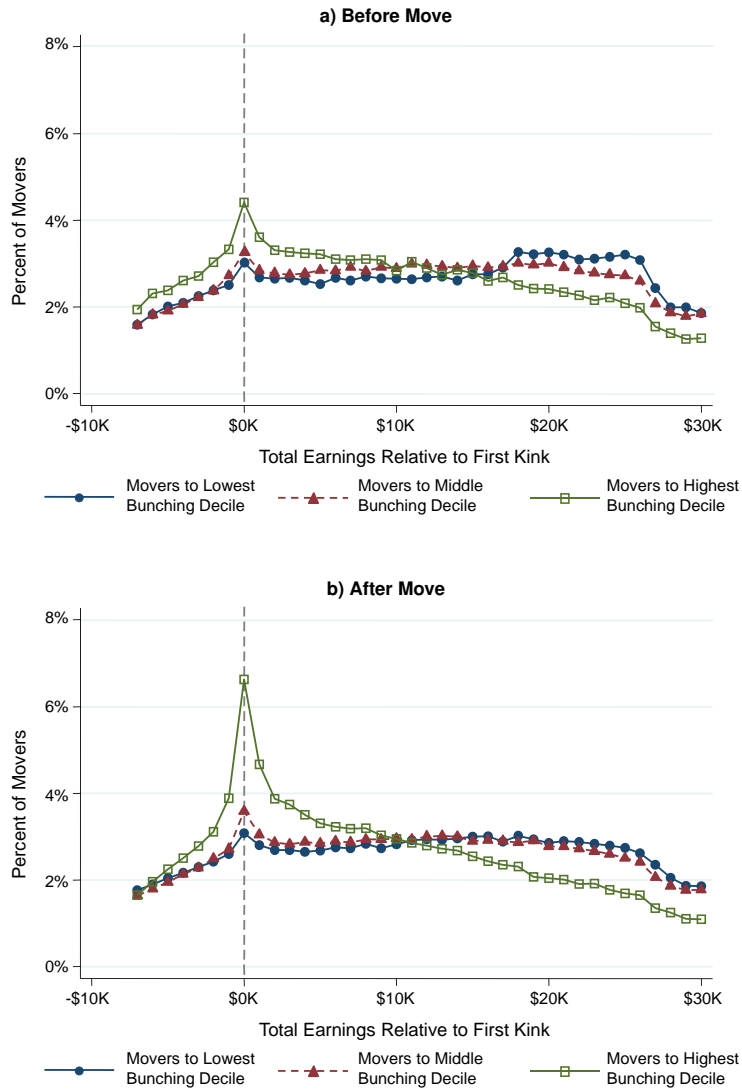 a) Before Move
8%
6%
4%
2%
0%
Percent of Movers
-$10K $0K $10K $20K $30K
Total Earnings Relative to First Kink
Movers to Lowest Movers to Middle Movers to Highest
Bunching Decile Bunching Decile Bunching Decile
b) After Move
8%
6%
4%
2%
0%
Percent of Movers
-$10K $0K $10K $20K $30K
Total Earnings Relative to First Kink
Movers to Lowest Movers to Middle Movers to Highest
Bunching Decile Bunching Decile Bunching Decile